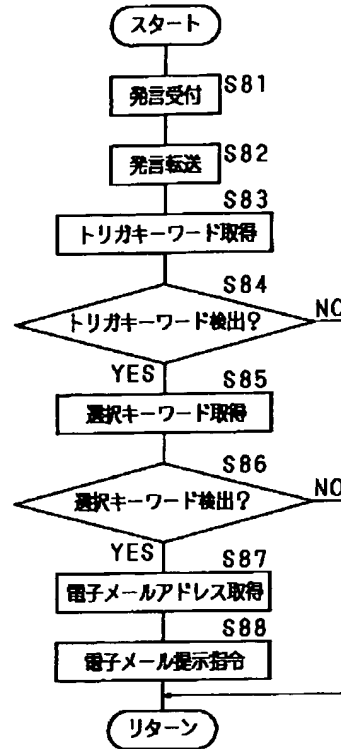 スタート
S81
発言受付
S82
発言転送
S83
トリガキーワード取得
S84
トリガキーワード検出?
NO
YES
S85
選択キーワード取得
S86
選択キーワード検出?
NO
YES
S87
電子メールアドレス取得
S88
電子メール提示指令
リターン